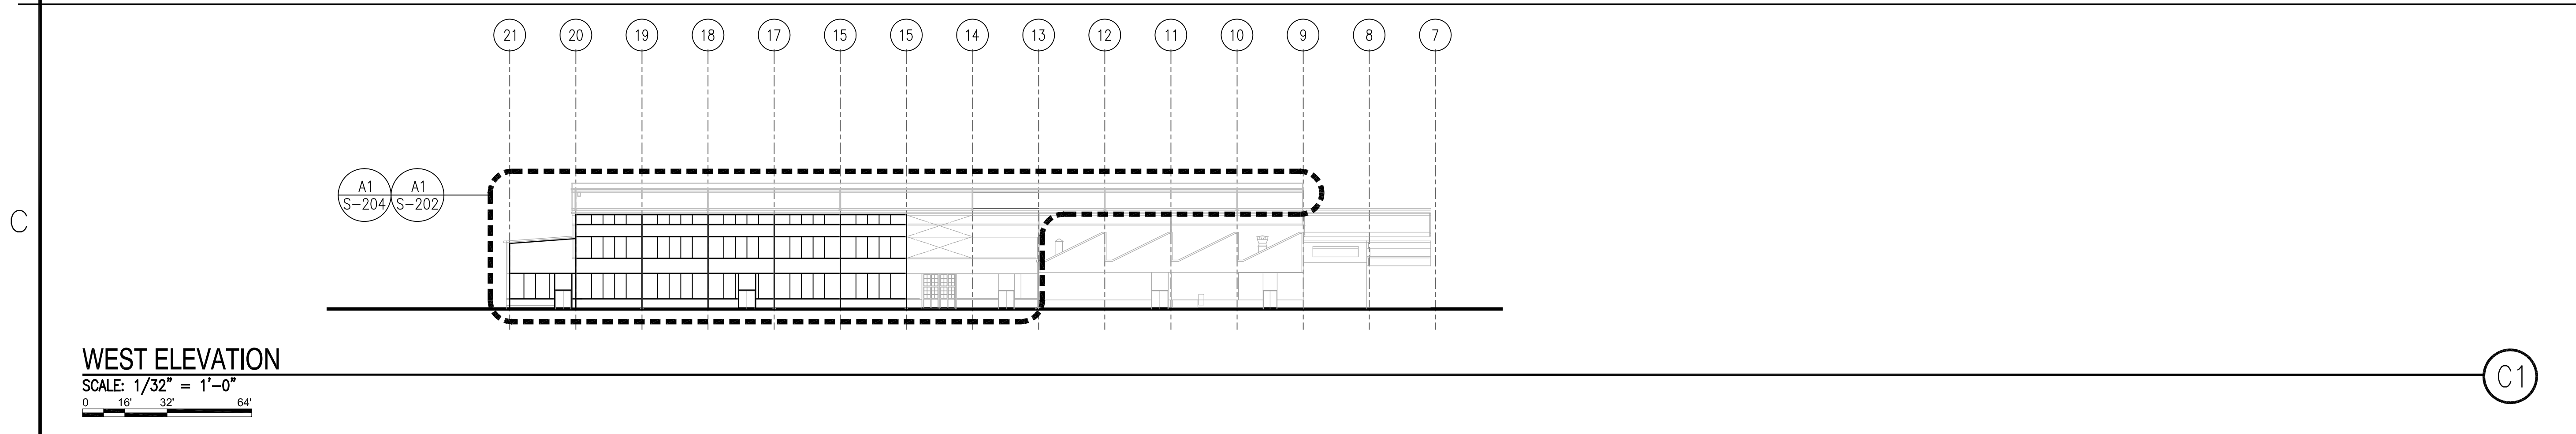 21 20 19 18 17 15 15 14 13 12 11 10 9 8 7
A1 A1
S-204 S-202
C
WEST ELEVATION
SCALE: 1/32" = 1'-0"
0 16' 32' 64'
C1